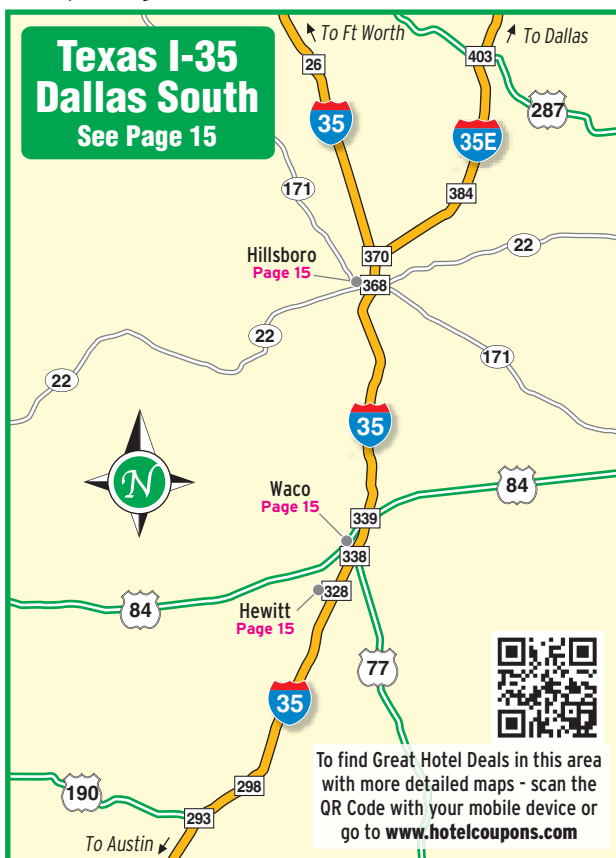 Texas I-35
Dallas South
See Page 15
To Ft Worth
To Dallas
26
403
35
287
35E
171
384
22
370
Hillsboro
Page 15
368
22
171
22
35
N
Waco
Page 15
84
339
338
84
Hewitt
Page 15
328
77
35
190
298
293
To Austin
To find Great Hotel Deals in this area
with more detailed maps - scan the
QR Code with your mobile device or
go to www.hotelcoupons.com